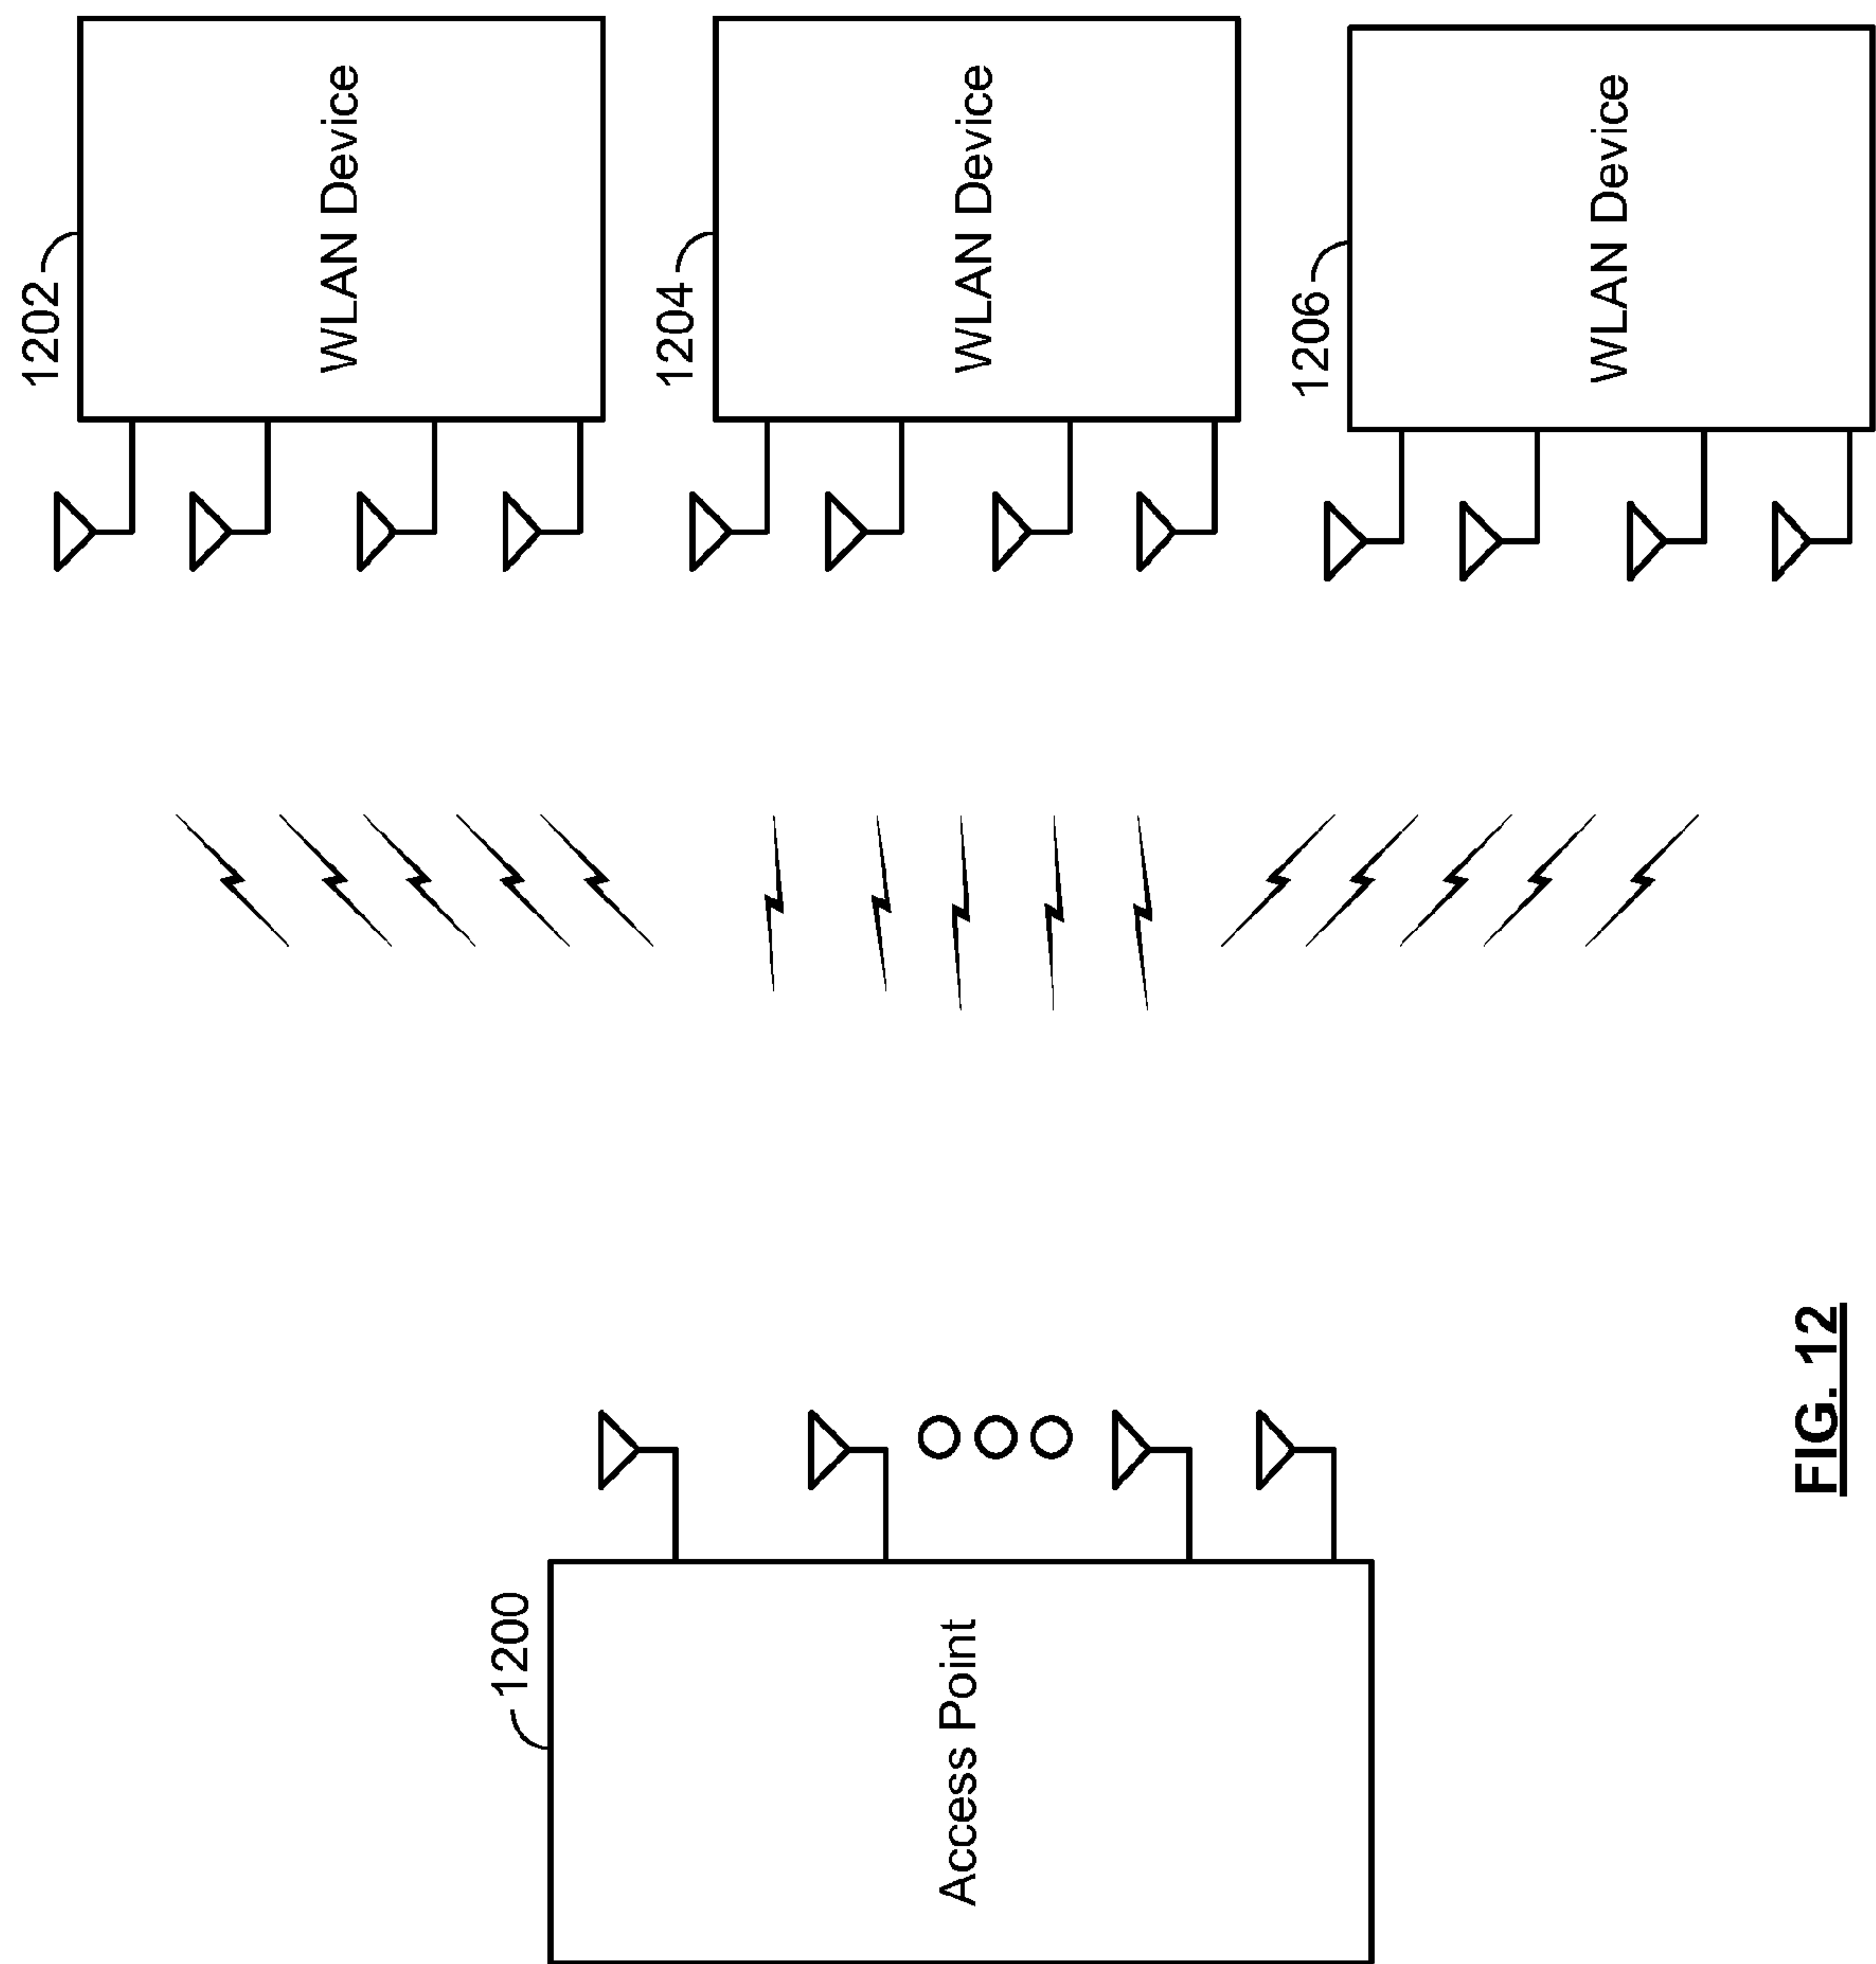 1202
WLAN Device
1204
WLAN Device
1206
WLAN Device
1200
Access Point
FIG. 12